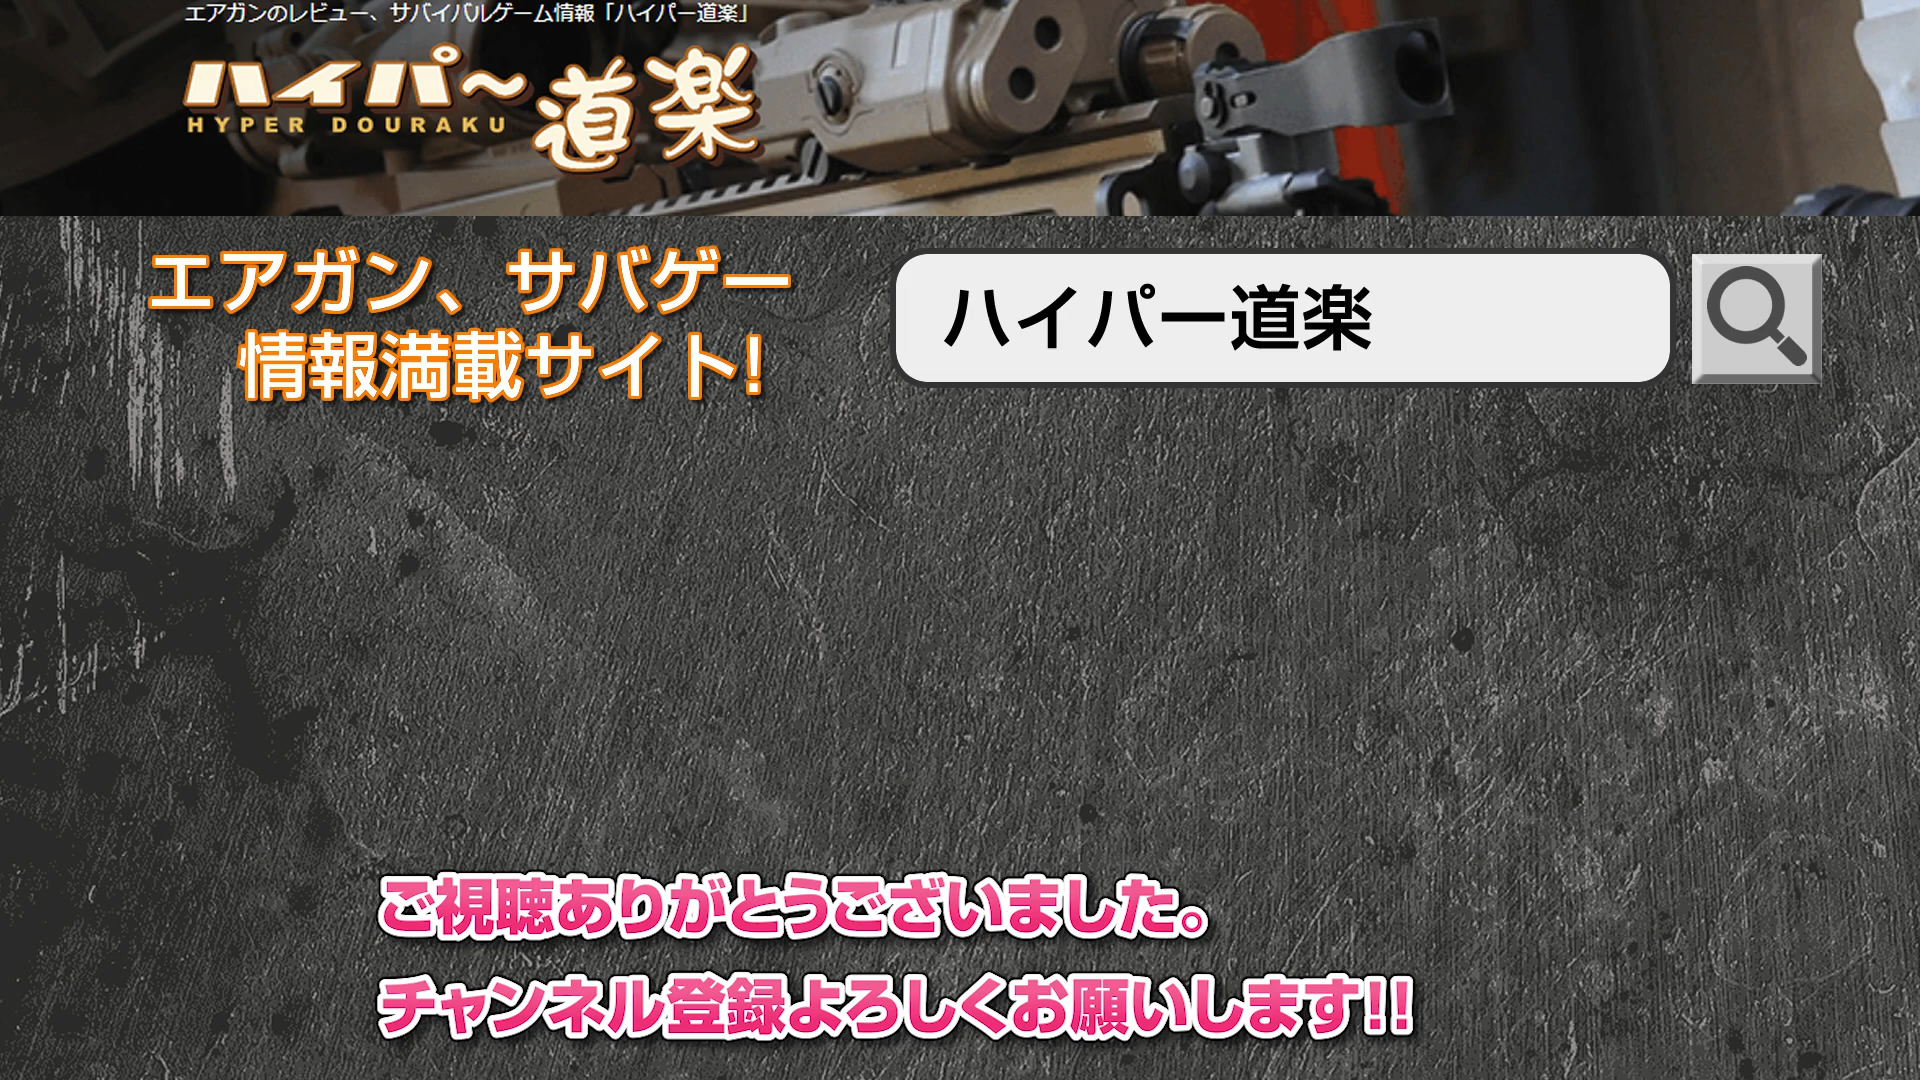 エアガンのレビュー、サバイバルゲーム情報「ハイパー道楽」
ハイパ～道楽
HYPER DOURAKU
エアガン、サバゲー
情報満載サイト!
ハイパー道楽
ご視聴ありがとうございました。
チャンネル登録よろしくお願いします!!